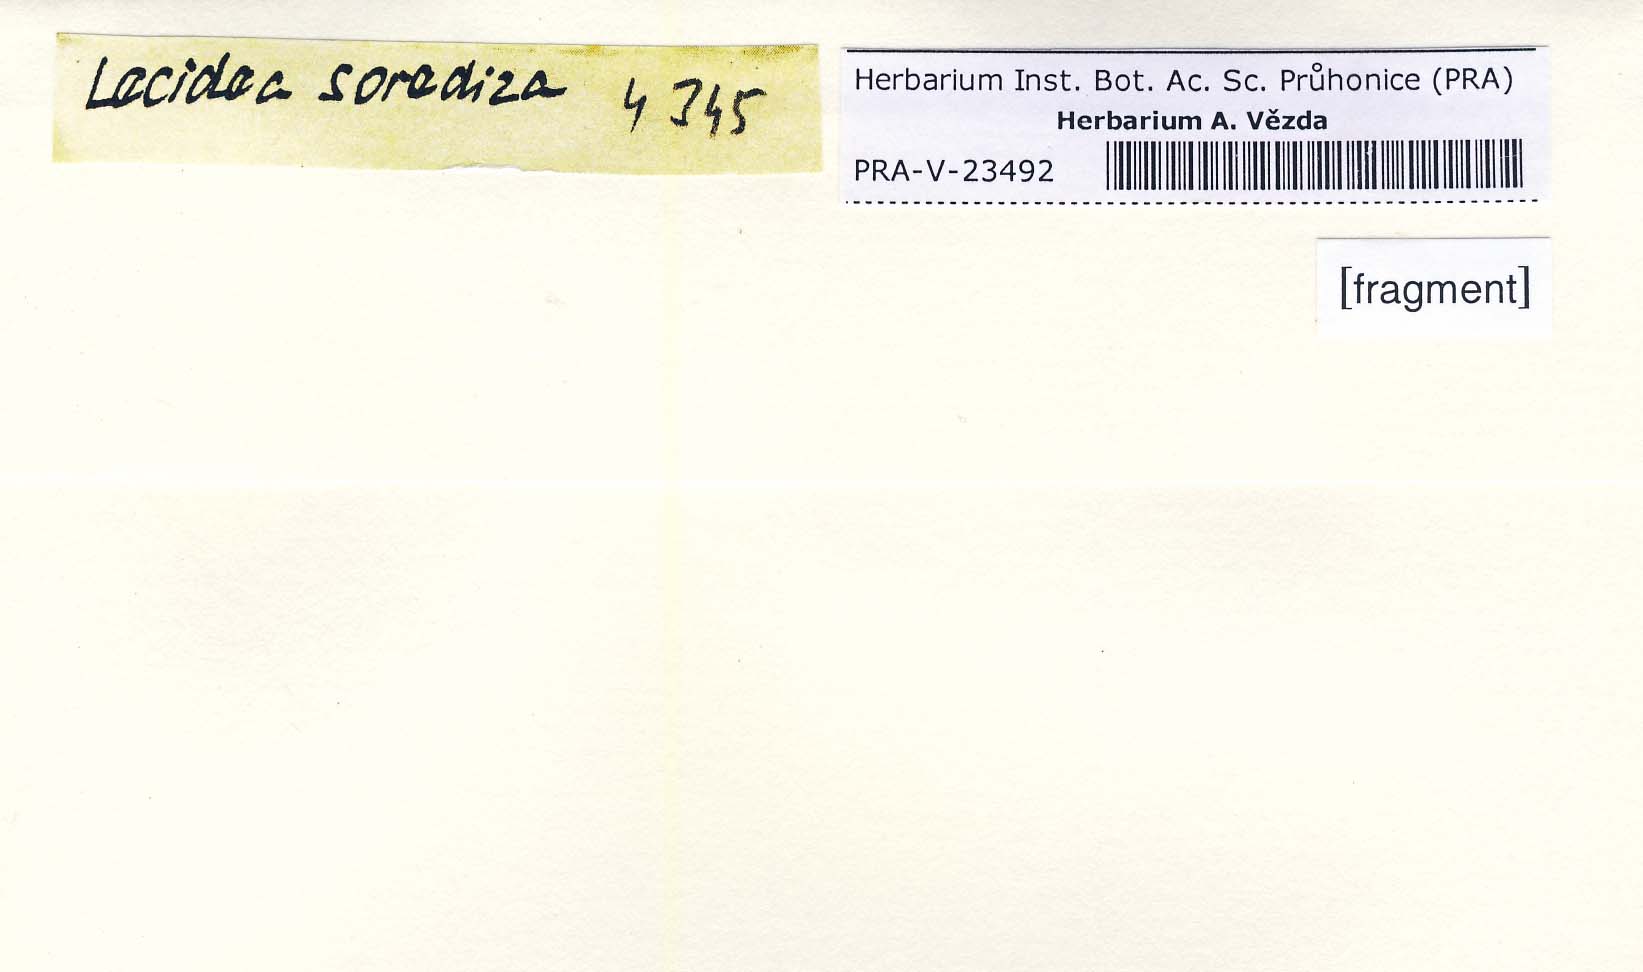 Lecidea sorediza 4345
Herbarium Inst. Bot. Ac. Sc. Průhonice (PRA)
Herbarium A. Vězda
PRA-V-23492
[fragment]